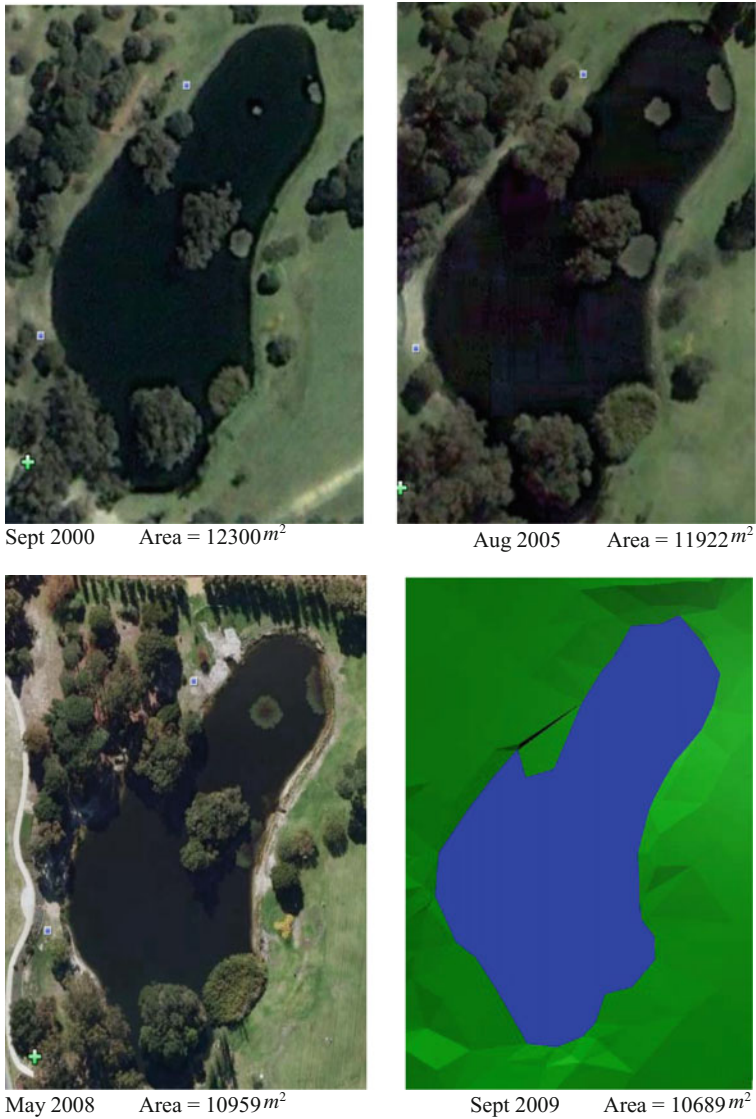 Sept 2000 Area = 12300 m²
Aug 2005 Area = 11922 m²
May 2008 Area = 10959 m²
Sept 2009 Area = 10689 m²